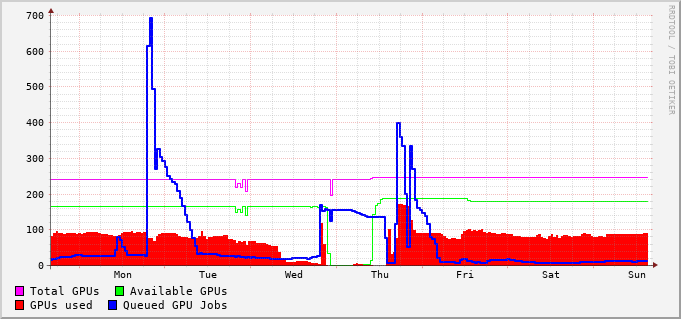 700
600
500
400
300
200
100
0
Mon Tue Wed Thu Fri Sat Sun
Total GPUs Available GPUs
GPUs used Queued GPU Jobs
RRDTOOL / TOBI OETIKER